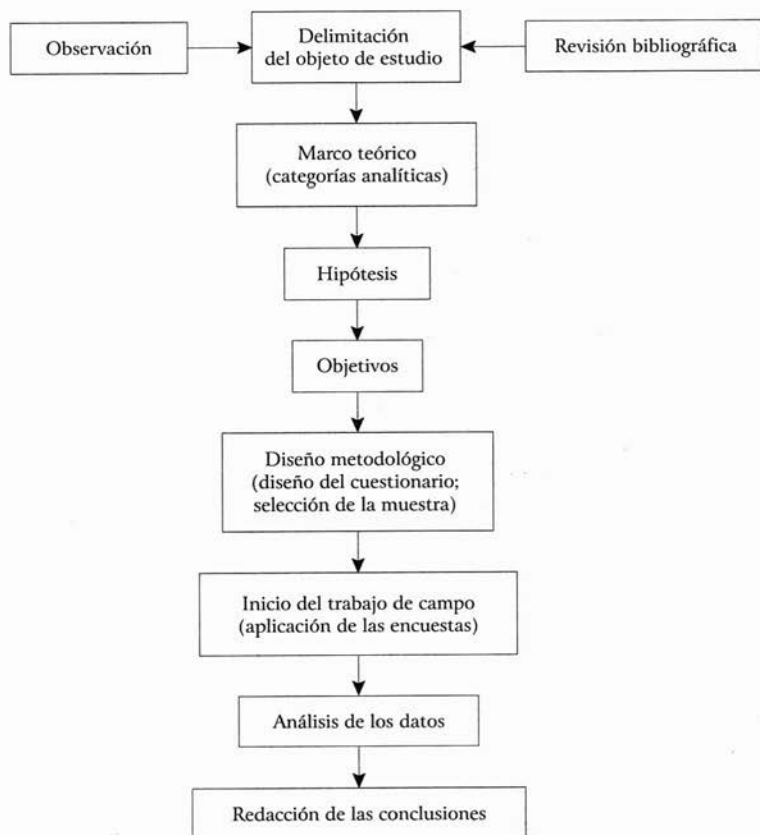 Observación
Delimitación
del objeto de estudio
Revisión bibliográfica
Marco teórico
(categorías analíticas)
Hipótesis
Objetivos
Diseño metodológico
(diseño del cuestionario;
selección de la muestra)
Inicio del trabajo de campo
(aplicación de las encuestas)
Análisis de los datos
Redacción de las conclusiones